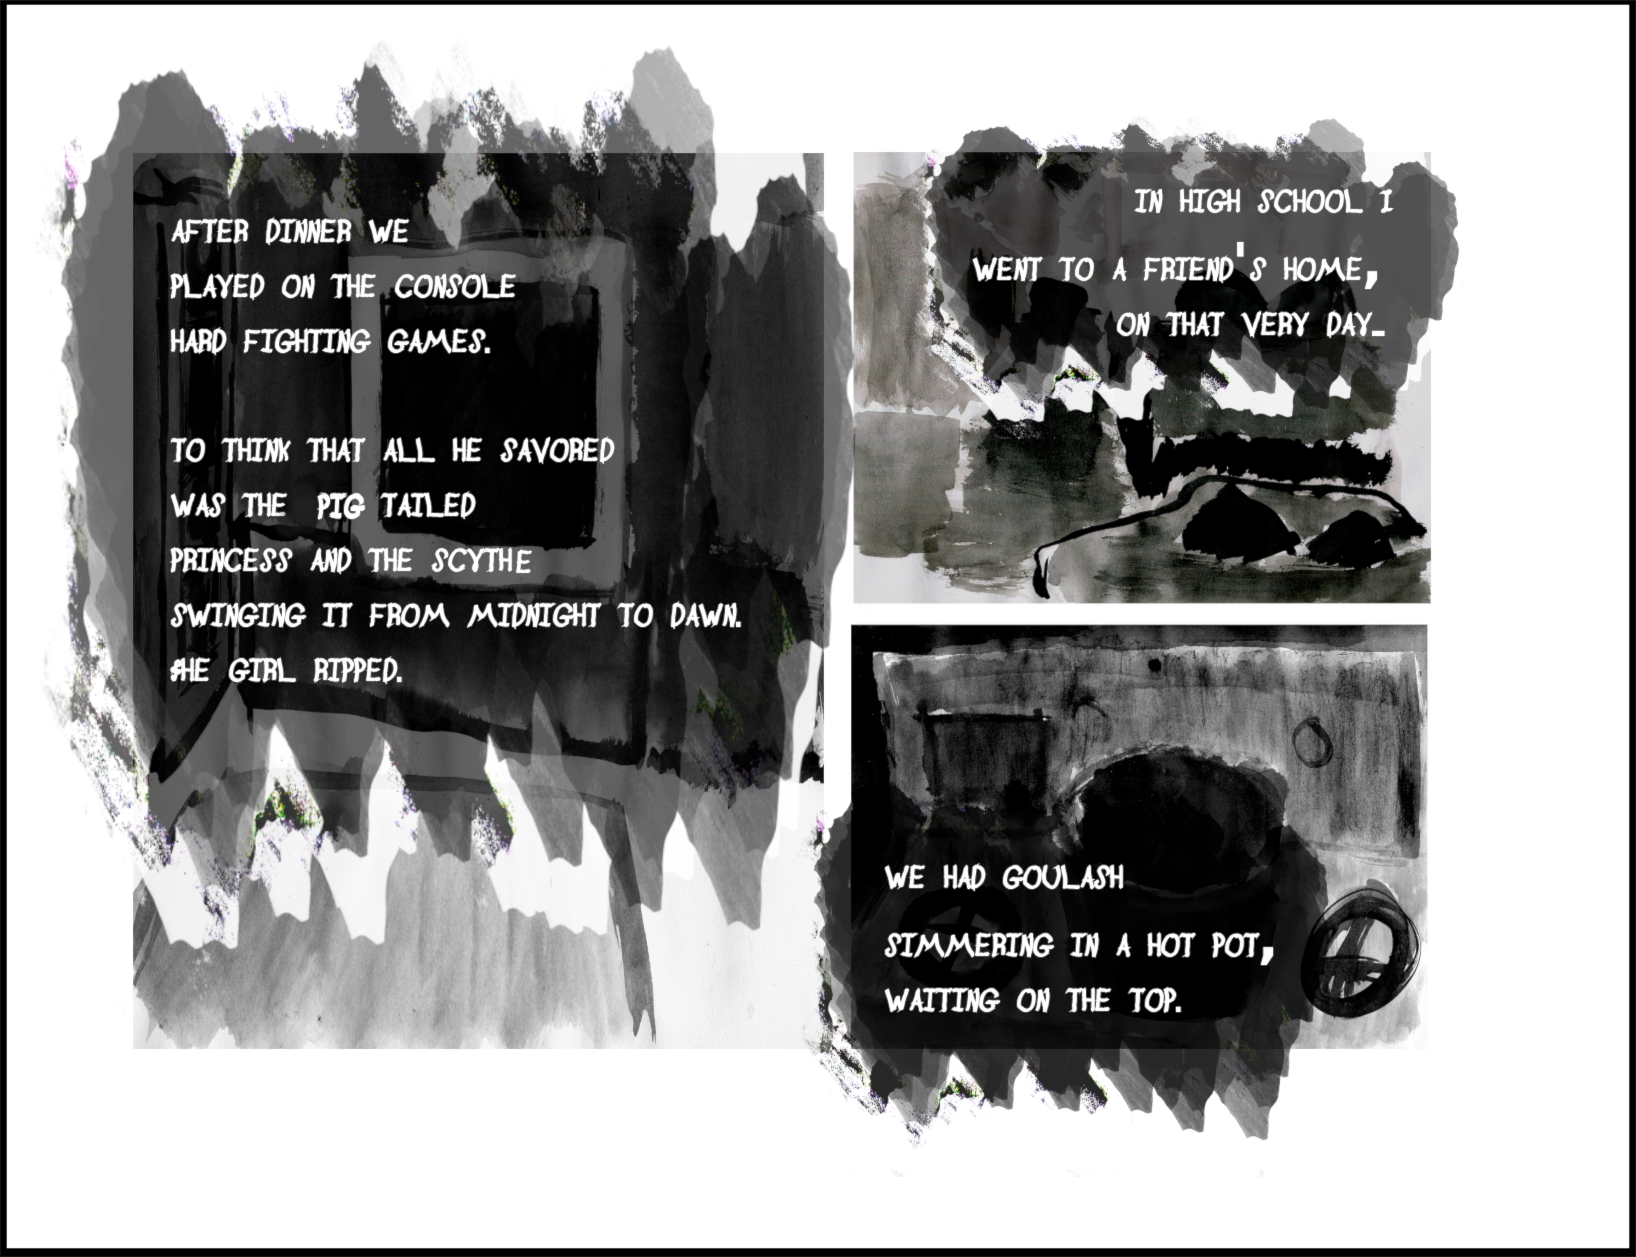 AFTER DINNER WE
PLAYED ON THE CONSOLE
HARD FIGHTING GAMES.
TO THINK THAT ALL HE SAVORED
WAS THE PIG TAILED
PRINCESS AND THE SCYTHE
SWINGING IT FROM MIDNIGHT TO DAWN.
GIRL RIPPED.
IN HIGH SCHOOL I
WENT TO A FRIEND'S HOME,
ON THAT VERY DAY_
WE HAD GOULASH
SIMMERING IN A HOT POT,
WAITING ON THE TOP.